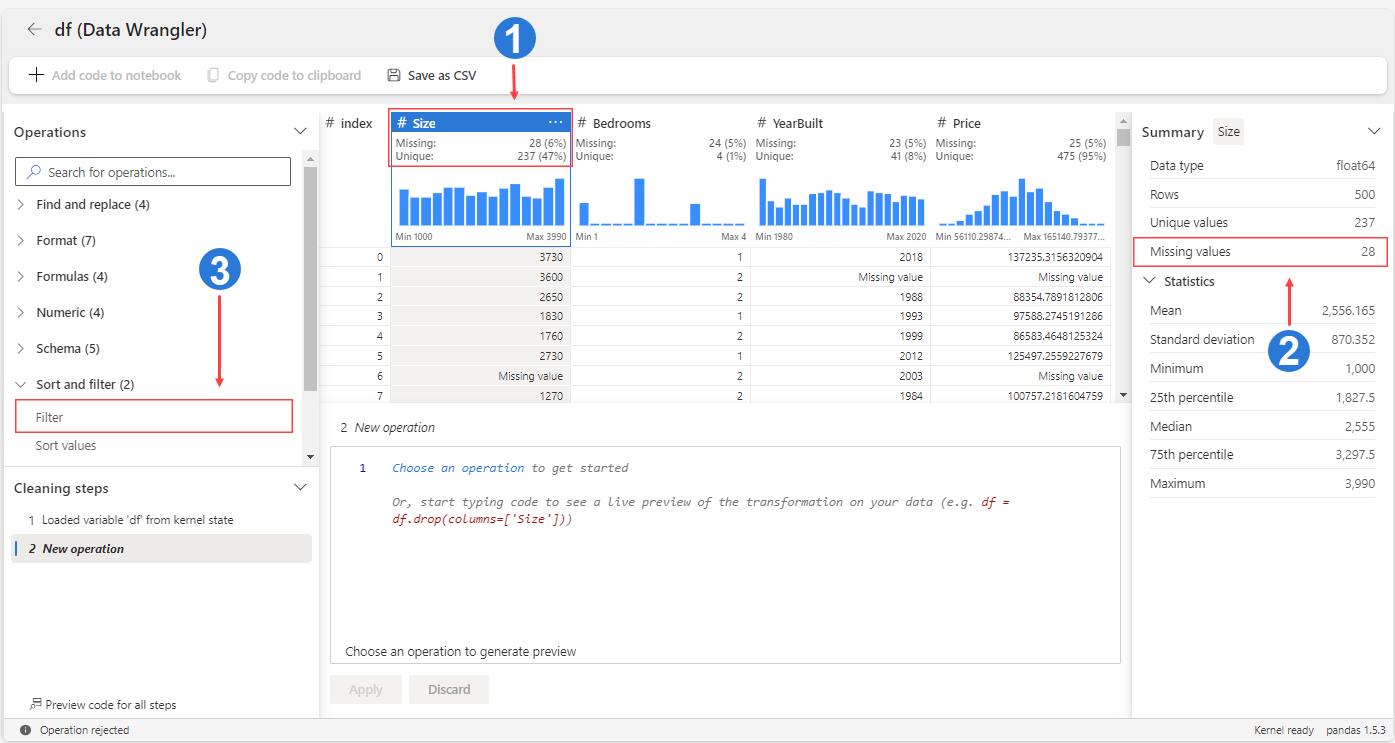 df (Data Wrangler)
1
Add code to notebook
Copy code to clipboard
Save as CSV
Operations
Search for operations...
Find and replace (4)
Format (7)
Formulas (4)
Numeric (4)
Schema (5)
Sort and filter (2)
Filter
Sort values
3
Cleaning steps
1 Loaded variable 'df' from kernel state
2 New operation
Preview code for all steps
# index
# Size ...
Missing: 28 (6%)
Unique: 237 (47%)
Min 1000 Max 3990
# Bedrooms
Missing: 24 (5%)
Unique: 4 (1%)
Min 1 Max 4
# YearBuilt
Missing: 23 (5%)
Unique: 41 (8%)
Min 1980 Max 2020
# Price
Missing: 25 (5%)
Unique: 475 (95%)
Min 56110.29874... Max 165140.79377...
0 3730 1 2018 137235.3156320904
1 3600 2 Missing value Missing value
2 2650 2 1988 88354.7891812806
3 1830 1 1993 97588.2745191286
4 1760 2 1999 86583.4648125324
5 2730 1 2012 125497.2559227679
6 Missing value 2 2003 Missing value
7 1270 2 1984 100757.2181604759
2 New operation
1 Choose an operation to get started
Or, start typing code to see a live preview of the transformation on your data (e.g. df =
df.drop(columns=['Size']))
Choose an operation to generate preview
Apply
Discard
Summary Size
Data type float64
Rows 500
Unique values 237
Missing values 28
Statistics
Mean 2,556.165
Standard deviation 870.352
Minimum 1,000
25th percentile 1,827.5
Median 2,555
75th percentile 3,297.5
Maximum 3,990
2
Operation rejected
Kernel ready pandas 1.5.3